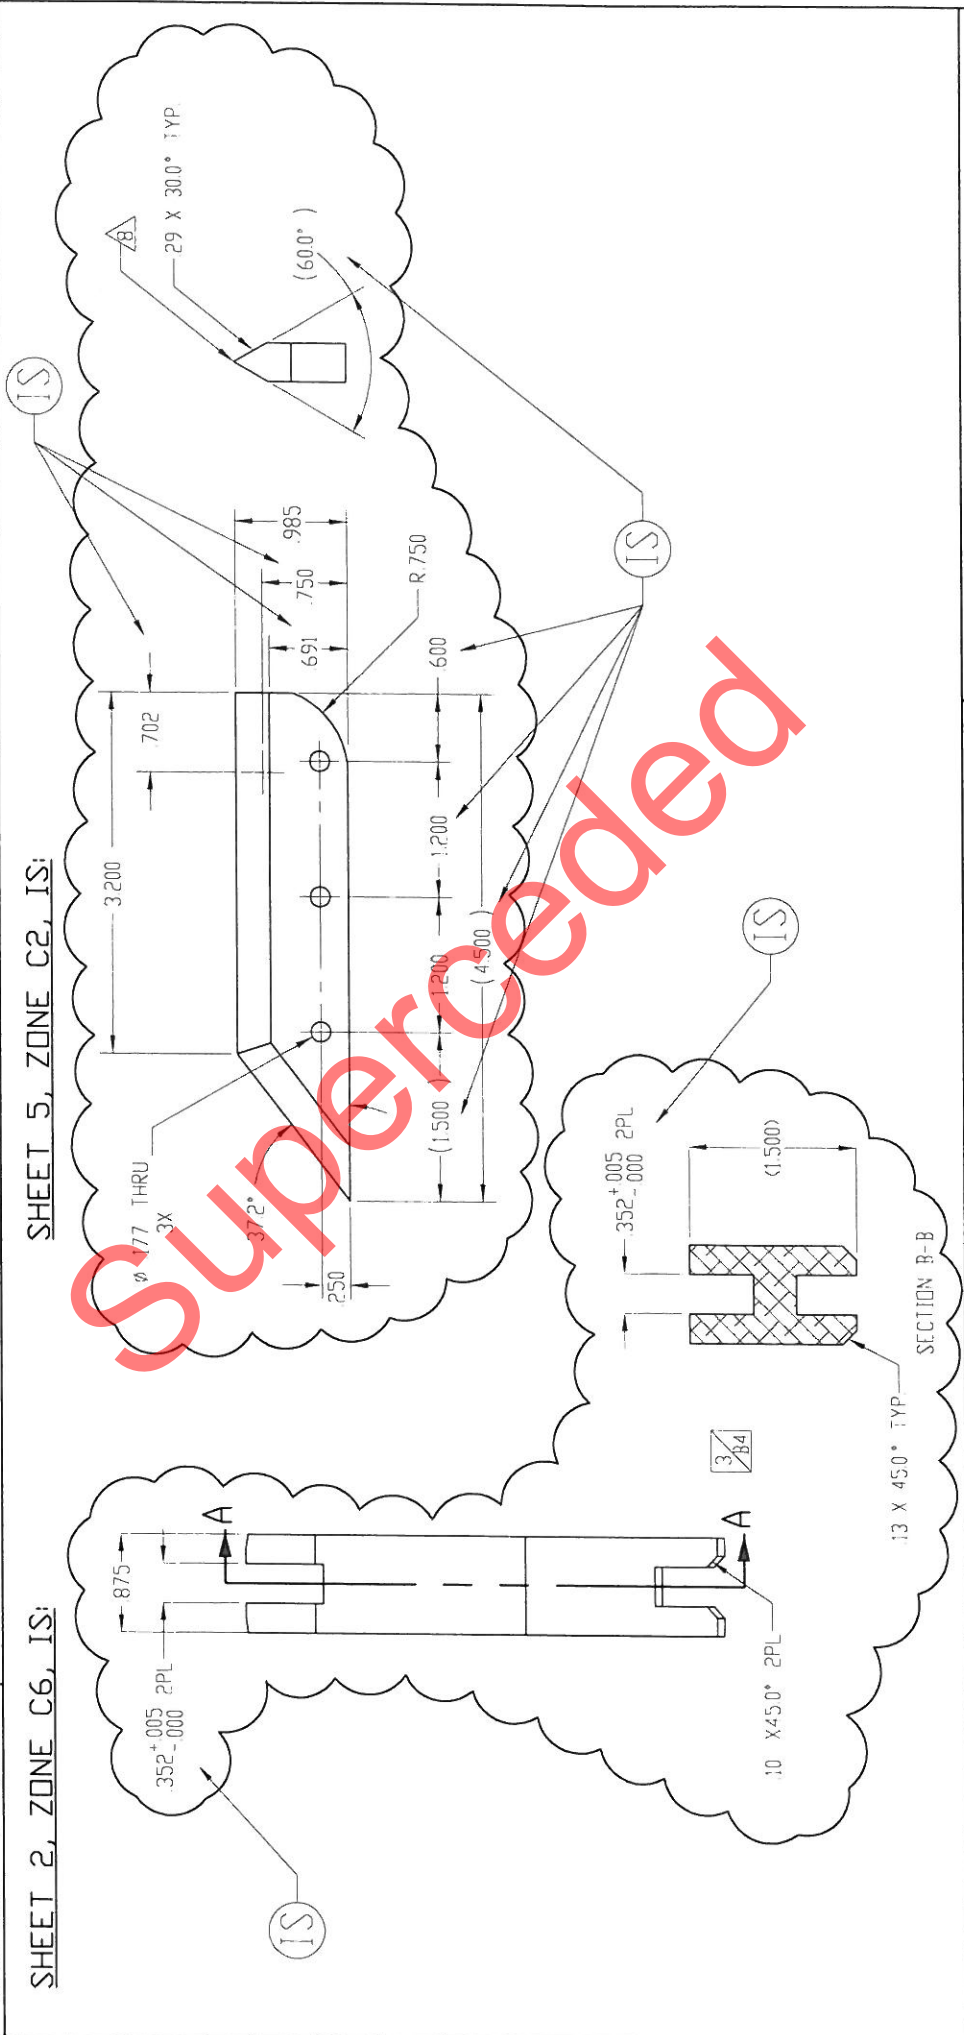 SHEET 2, ZONE C6, IS:
.352 +.005 -.000 2PL
.875
A
A
IS
.10 X45.0° 2PL
3
B4
.13 X 45.0° TYP.
SECTION B-B
.352 +.005 -.000 2PL
(1.500)
IS
SHEET 5, ZONE C2, IS:
Ø .177 THRU
3X
37.2°
.250
3.200
.702
(1.500)
1.200
1.200
.600
(4.500)
.691
.750
.985
R.750
IS
IS
8
.29 X 30.0° TYP.
(60.0°)
Superceded